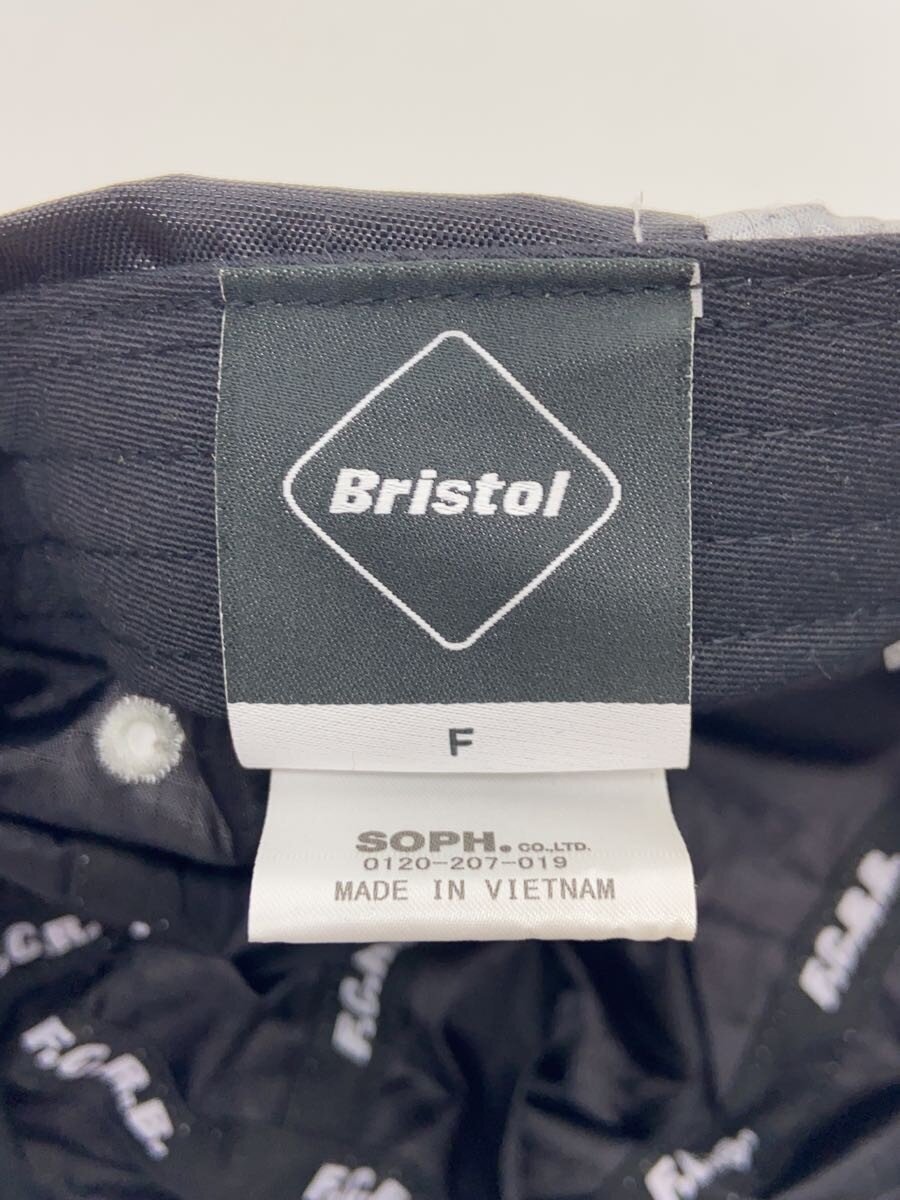 Bristol
F
SOPH. CO.,LTD.
0120-207-019
MADE IN VIETNAM
.C.R.
F.C.R.B.
F.C.
F.C.R.B.
F.C.R.